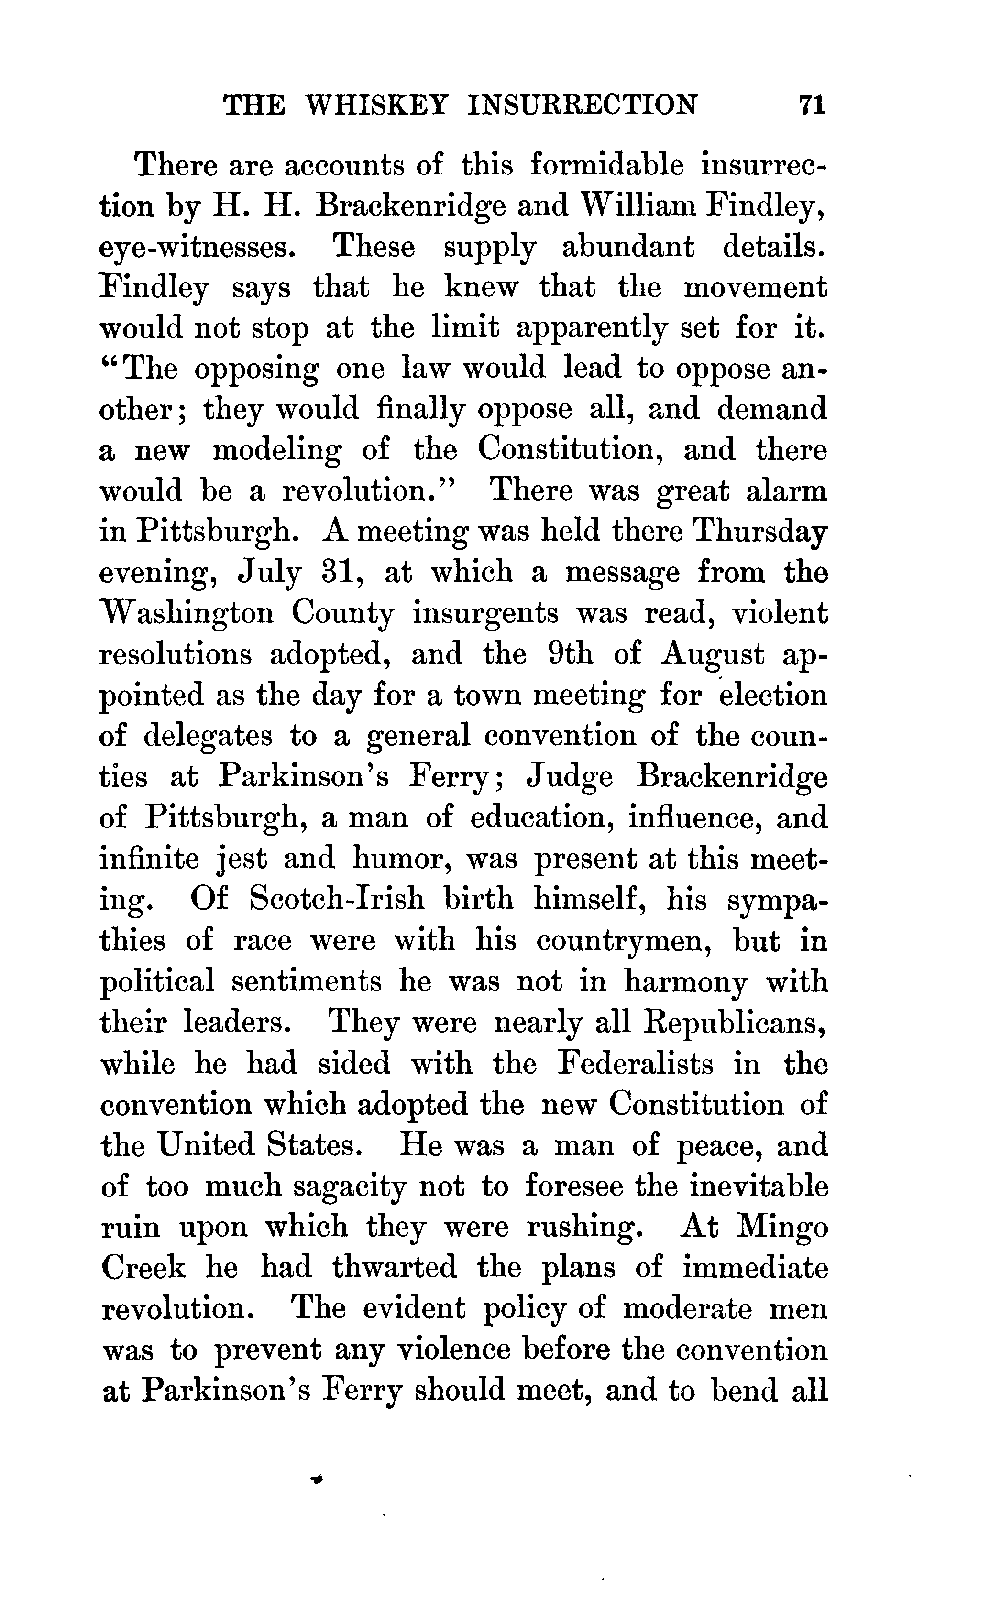 THE WHISKEY INSURRECTION 71
There are accounts of this formidable insurrec-
tion by H. H. Brackenridge and William Findley,
eye-witnesses. These supply abundant details.
Findley says that he knew that the movement
would not stop at the limit apparently set for it.
“The opposing one law would lead to oppose an-
other; they would finally oppose all, and demand
a new modeling of the Constitution, and there
would be a revolution.” There was great alarm
in Pittsburgh. A meeting was held there Thursday
evening, July 31, at which a message from the
Washington County insurgents was read, violent
resolutions adopted, and the 9th of August ap-
pointed as the day for a town meeting for election
of delegates to a general convention of the coun-
ties at Parkinson’s Ferry; Judge Brackenridge
of Pittsburgh, a man of education, influence, and
infinite jest and humor, was present at this meet-
ing. Of Scotch-Irish birth himself, his sympa-
thies of race were with his countrymen, but in
political sentiments he was not in harmony with
their leaders. They were nearly all Republicans,
while he had sided with the Federalists in the
convention which adopted the new Constitution of
the United States. He was a man of peace, and
of too much sagacity not to foresee the inevitable
ruin upon which they were rushing. At Mingo
Creek he had thwarted the plans of immediate
revolution. The evident policy of moderate men
was to prevent any violence before the convention
at Parkinson’s Ferry should meet, and to bend all